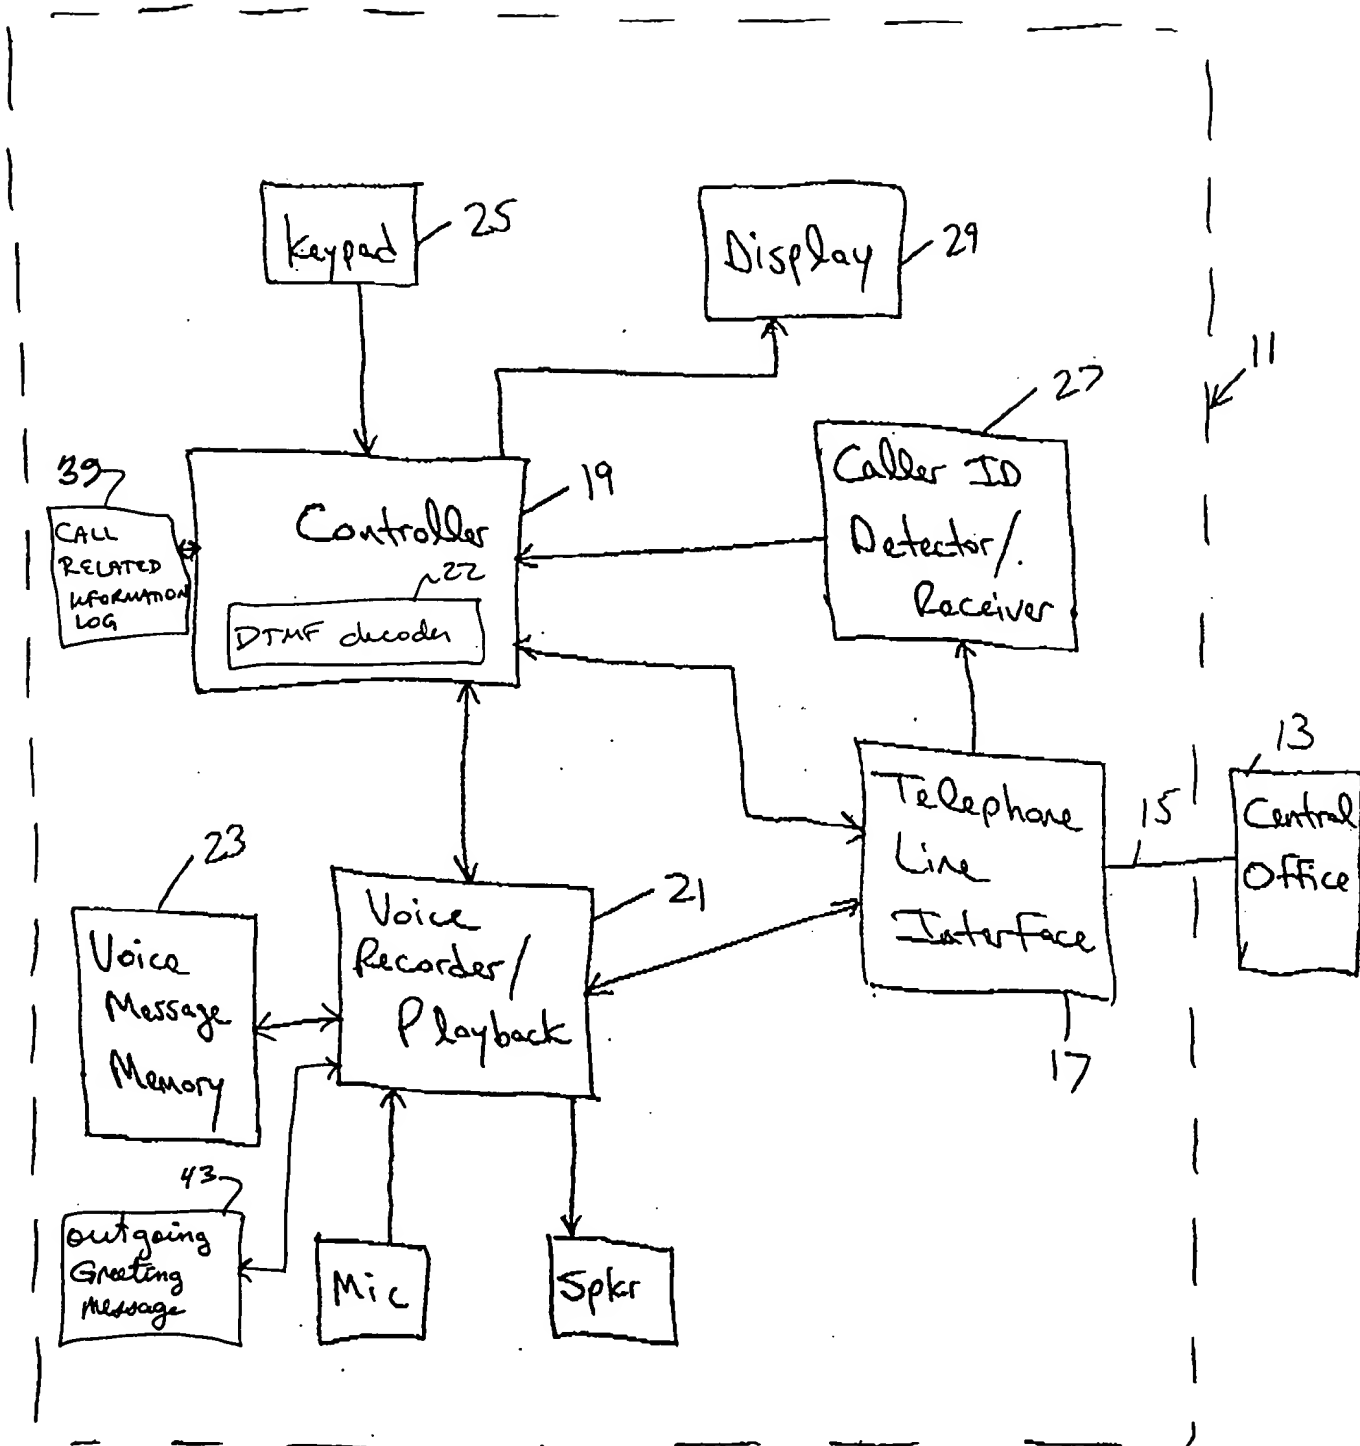 keypad
25
Display
29
11
27
39
CALL
RELATED
INFORMATION
LOG
Controller
19
22
DTMF decoder
Caller ID
Detector/
Receiver
13
Central
Office
15
Telephone
Line
Interface
17
23
Voice
Message
Memory
21
Voice
Recorder/
Playback
43
outgoing
Greeting
Message
Mic
Spkr